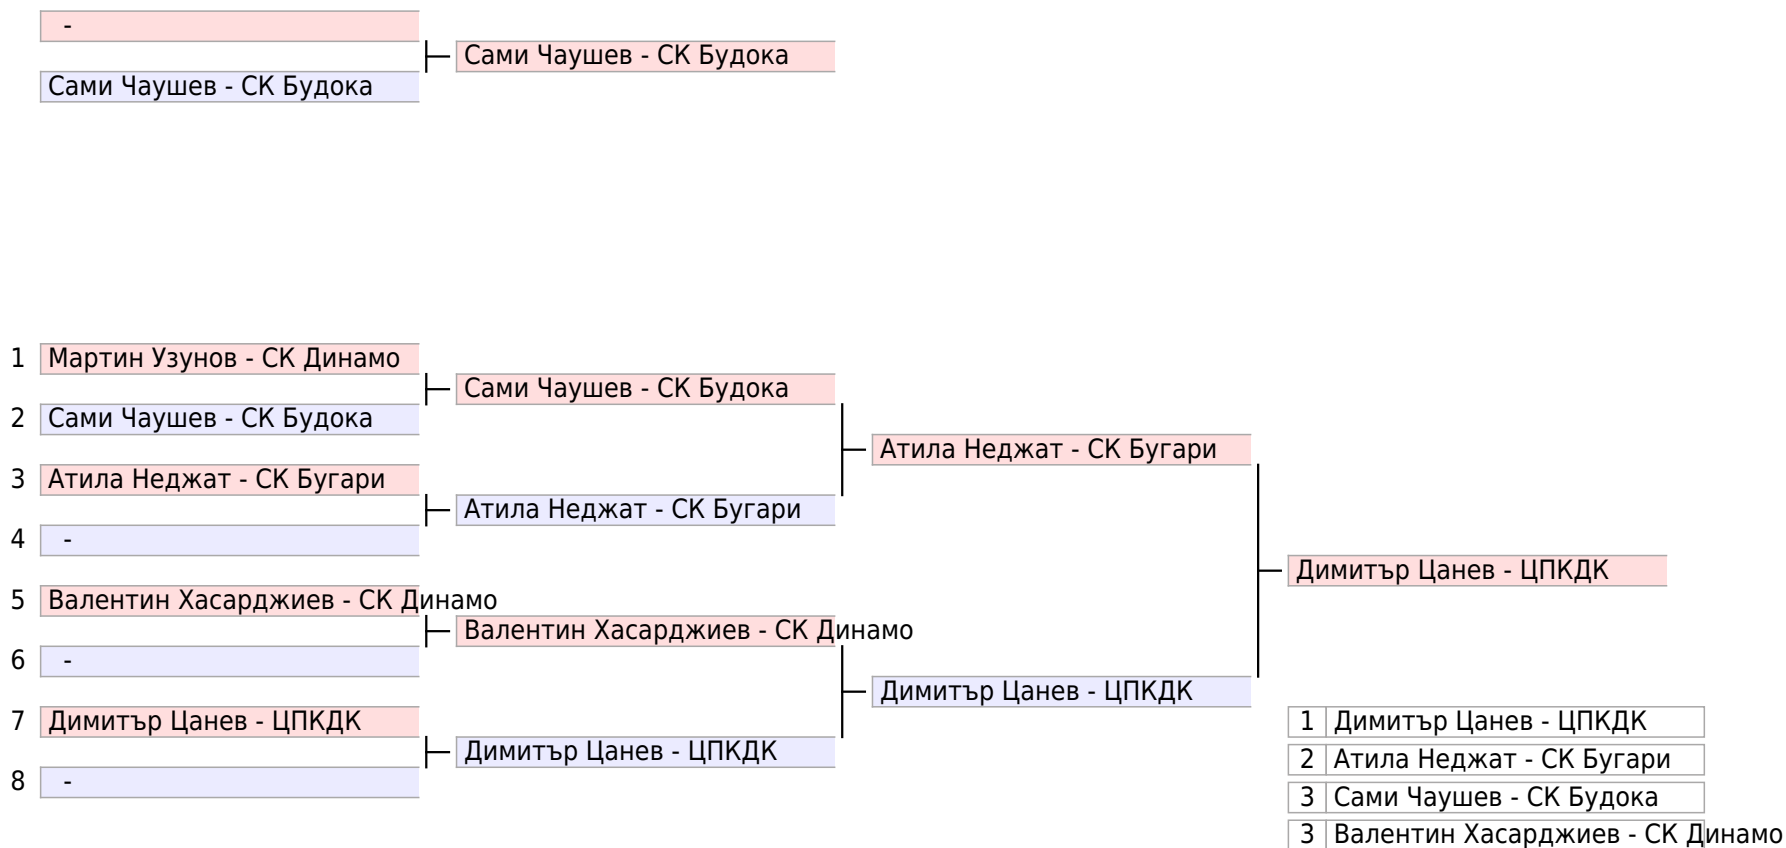 -
Сами Чаушев - СК Будока
Сами Чаушев - СК Будока
1 Мартин Узунов - СК Динамо
Сами Чаушев - СК Будока
2 Сами Чаушев - СК Будока
Атила Неджат - СК Бугари
3 Атила Неджат - СК Бугари
Атила Неджат - СК Бугари
4 -
Димитър Цанев - ЦПКДК
5 Валентин Хасарджиев - СК Динамо
Валентин Хасарджиев - СК Динамо
6 -
Димитър Цанев - ЦПКДК
7 Димитър Цанев - ЦПКДК
Димитър Цанев - ЦПКДК
8 -
1 Димитър Цанев - ЦПКДК
2 Атила Неджат - СК Бугари
3 Сами Чаушев - СК Будока
3 Валентин Хасарджиев - СК Динамо